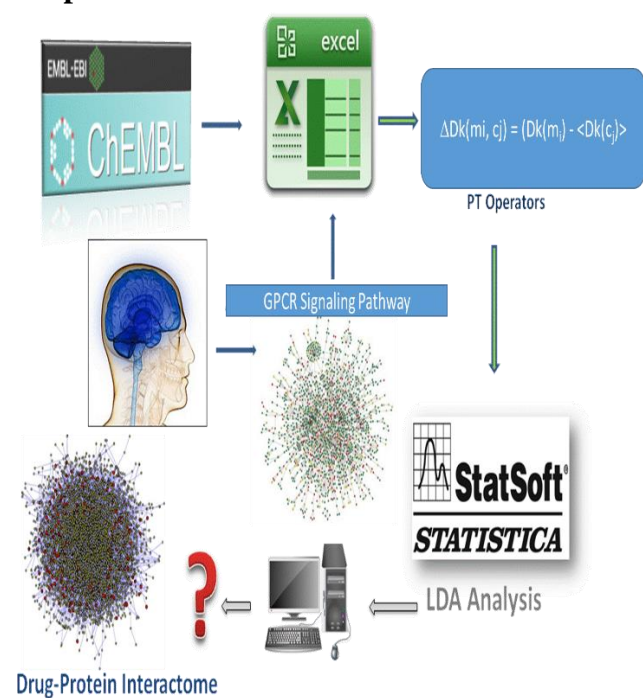 EMBL-EBI
ChEMBL
excel
X
ΔDk(mi, cj) = (Dk(mi) - <Dk(cj)>
PT Operators
GPCR Signaling Pathway
StatSoft®
STATISTICA
LDA Analysis
?
Drug-Protein Interactome